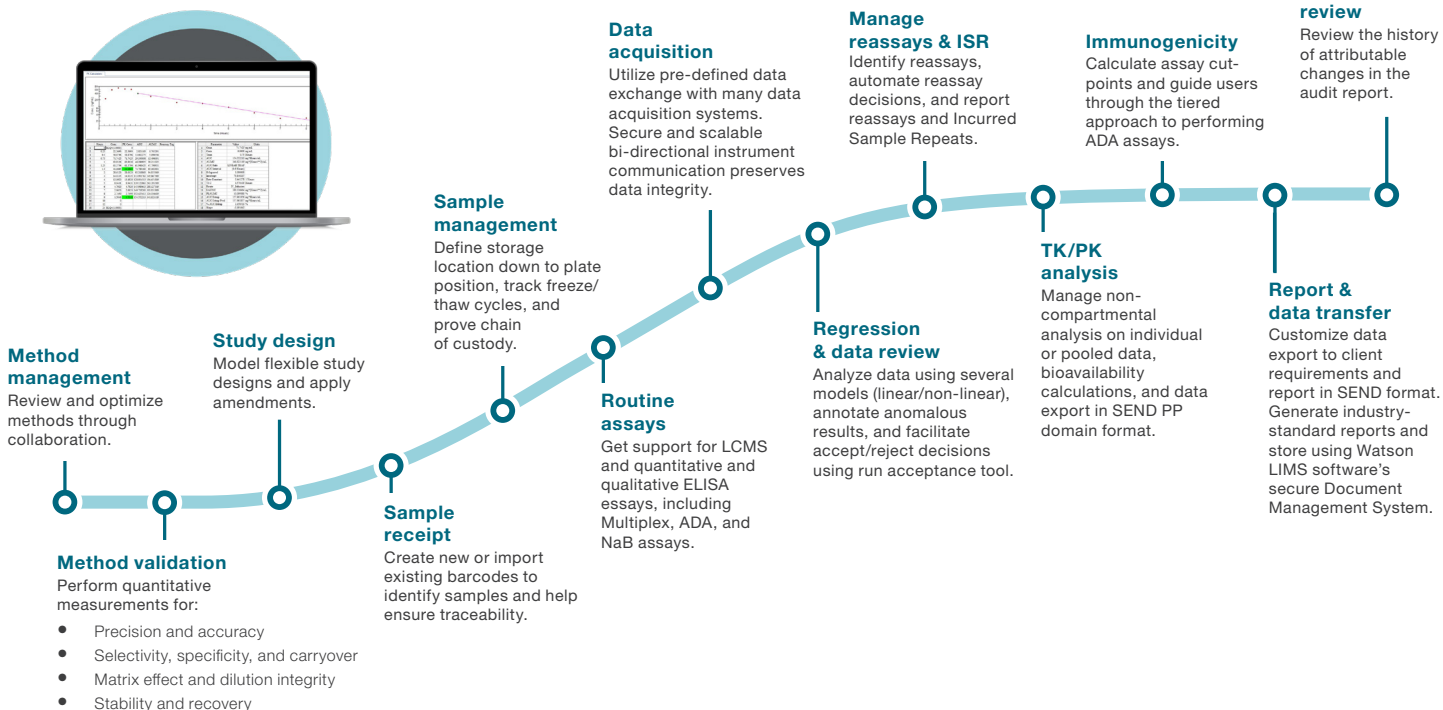 Method
management
Review and optimize
methods through
collaboration.
Method validation
Perform quantitative
measurements for:
• Precision and accuracy
• Selectivity, specificity, and carryover
• Matrix effect and dilution integrity
• Stability and recovery
Study design
Model flexible study
designs and apply
amendments.
Sample
receipt
Create new or import
existing barcodes to
identify samples and help
ensure traceability.
Sample
management
Define storage
location down to plate
position, track freeze/
thaw cycles, and
prove chain
of custody.
Routine
assays
Get support for LCMS
and quantitative and
qualitative ELISA
essays, including
Multiplex, ADA, and
NaB assays.
Data
acquisition
Utilize pre-defined data
exchange with many data
acquisition systems.
Secure and scalable
bi-directional instrument
communication preserves
data integrity.
Regression
& data review
Analyze data using several
models (linear/non-linear),
annotate anomalous
results, and facilitate
accept/reject decisions
using run acceptance tool.
Manage
reassays & ISR
Identify reassays,
automate reassay
decisions, and report
reassays and Incurred
Sample Repeats.
TK/PK
analysis
Manage non-
compartmental
analysis on individual
or pooled data,
bioavailability
calculations, and data
export in SEND PP
domain format.
Immunogenicity
Calculate assay cut-
points and guide users
through the tiered
approach to performing
ADA assays.
Report &
data transfer
Customize data
export to client
requirements and
report in SEND format.
Generate industry-
standard reports and
store using Watson
LIMS software's
secure Document
Management System.
review
Review the history
of attributable
changes in the
audit report.